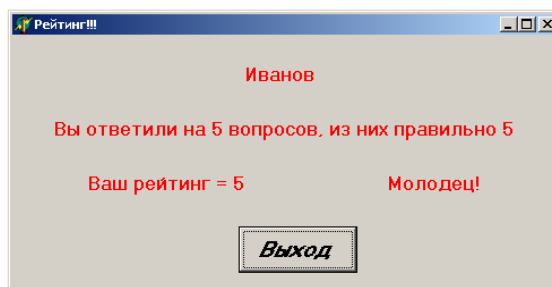 Рейтинг!!!
Иванов
Вы ответили на 5 вопросов, из них правильно 5
Ваш рейтинг = 5 Молодец!
Выход